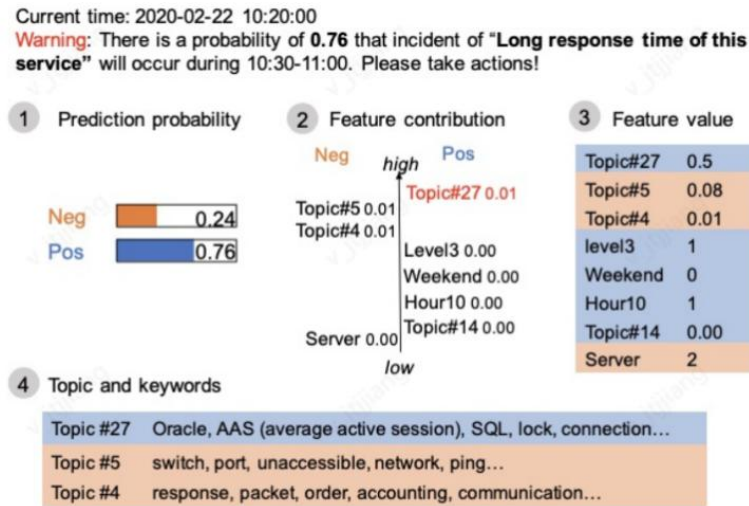 Current time: 2020-02-22 10:20:00
Warning: There is a probability of 0.76 that incident of “Long response time of this
service” will occur during 10:30-11:00. Please take actions!
1 Prediction probability
Neg 0.24
Pos 0.76
2 Feature contribution
Neg high Pos
Topic#27 0.01
Topic#5 0.01
Topic#4 0.01
Level3 0.00
Weekend 0.00
Hour10 0.00
Topic#14 0.00
Server 0.00
low
3 Feature value
Topic#27 0.5
Topic#5 0.08
Topic#4 0.01
level3 1
Weekend 0
Hour10 1
Topic#14 0.00
Server 2
4 Topic and keywords
Topic #27 Oracle, AAS (average active session), SQL, lock, connection...
Topic #5 switch, port, unaccessible, network, ping...
Topic #4 response, packet, order, accounting, communication...